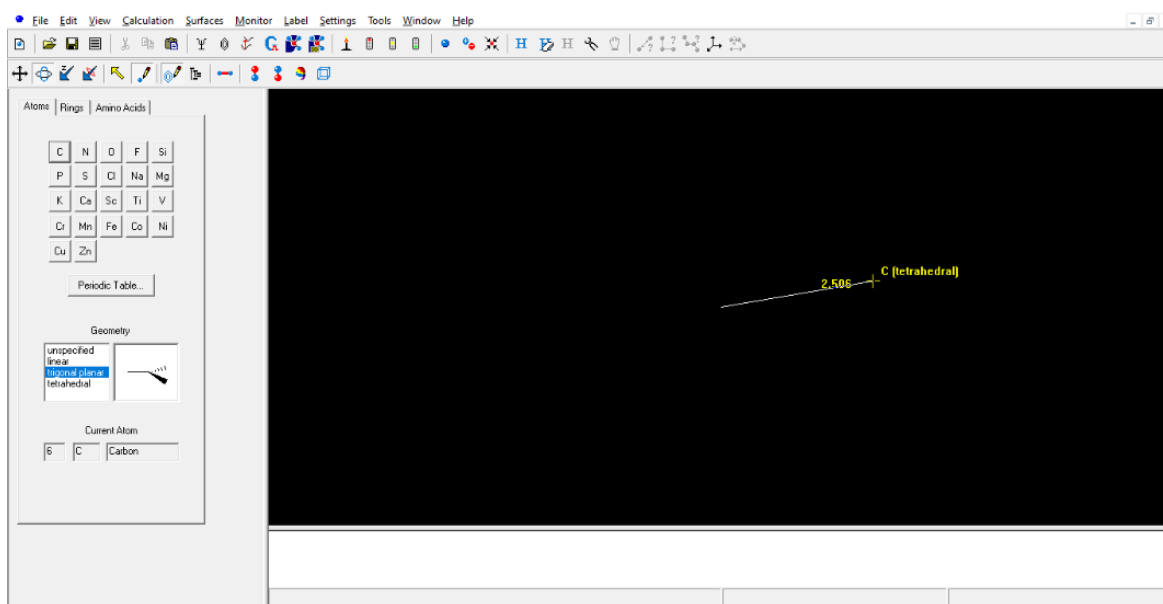 File Edit View Calculation Surfaces Monitor Label Settings Tools Window Help
Atoms Rings Amino Acids
C N O F Si
P S Cl Na Mg
K Ca Sc Ti V
Cr Mn Fe Co Ni
Cu Zn
Periodic Table...
Geometry
unspecified
linear
trigonal planar
tetrahedral
Current Atom
6 C Carbon
C (tetrahedral)
2.506